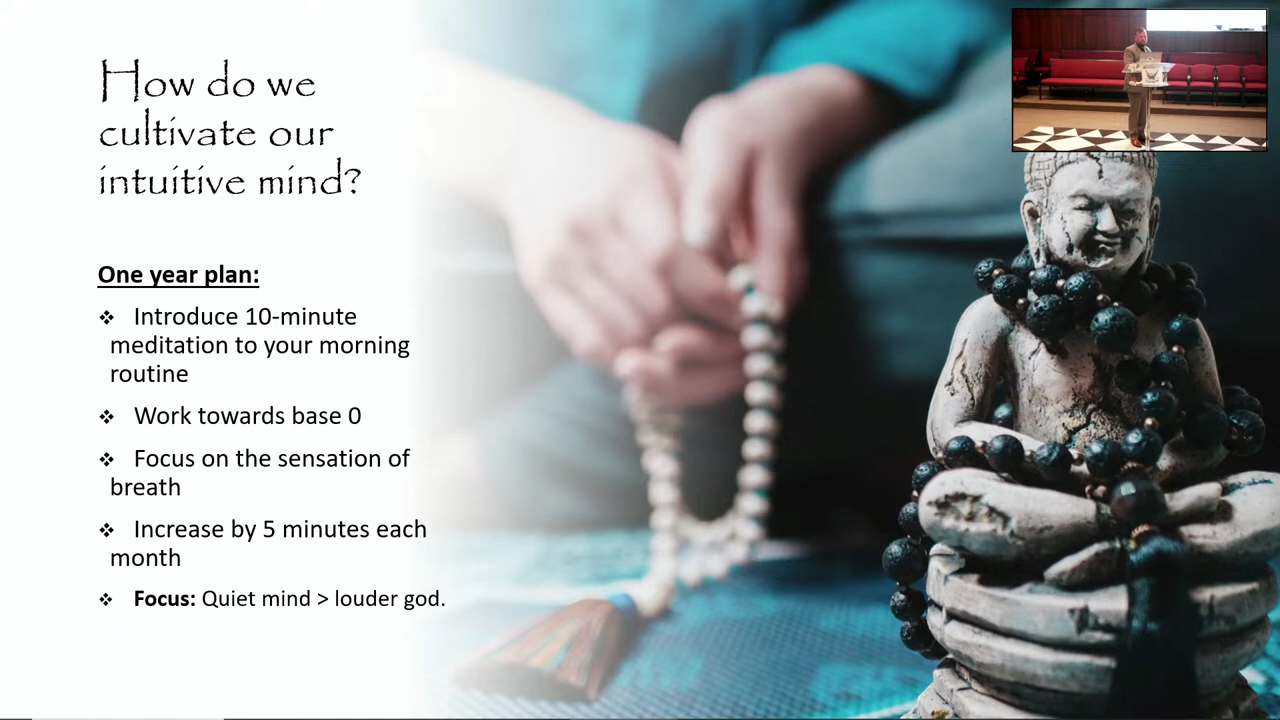 How do we
cultivate our
intuitive mind?
One year plan:
❖ Introduce 10-minute
meditation to your morning
routine
❖ Work towards base 0
❖ Focus on the sensation of
breath
❖ Increase by 5 minutes each
month
❖ Focus: Quiet mind > louder god.